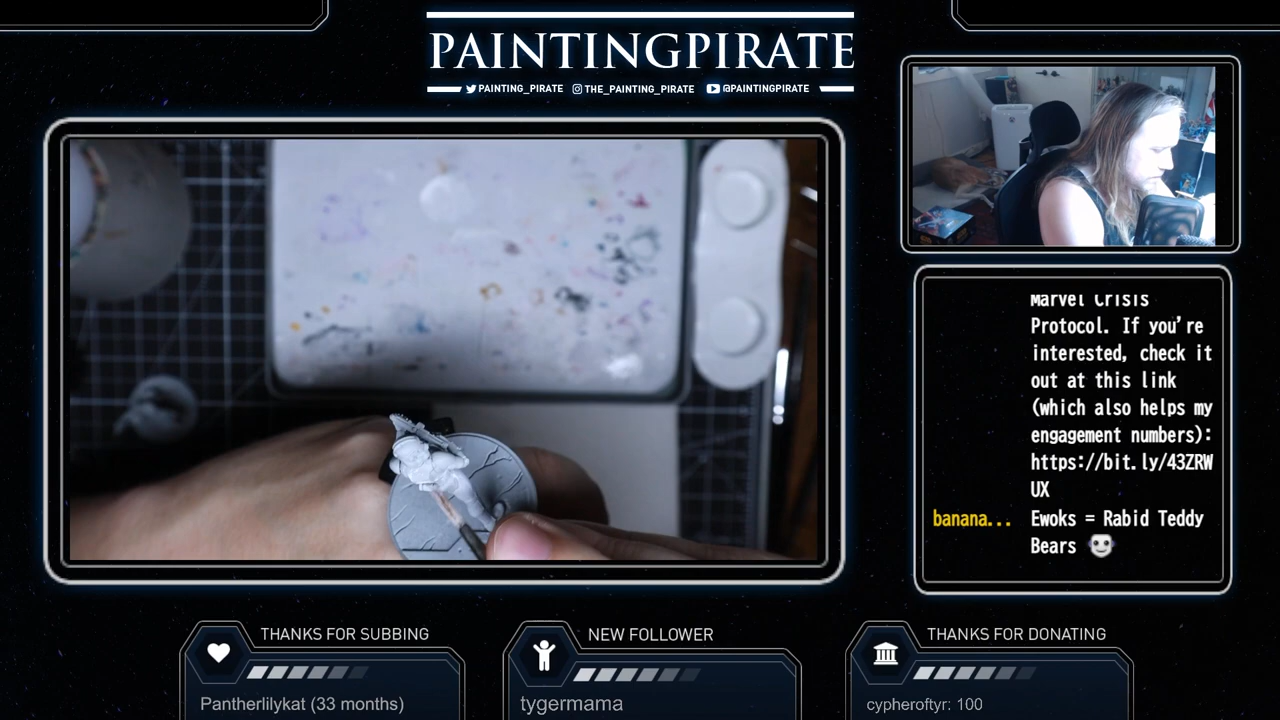 PAINTINGPIRATE
PAINTING_PIRATE THE_PAINTING_PIRATE @PAINTINGPIRATE
Marvel Crisis
Protocol. If you're
interested, check it
out at this link
(which also helps my
engagement numbers):
https://bit.ly/43ZRW
UX
banana... Ewoks = Rabid Teddy
Bears
THANKS FOR SUBBING
Pantherlilykat (33 months)
NEW FOLLOWER
tygermama
THANKS FOR DONATING
cypheroftyr: 100